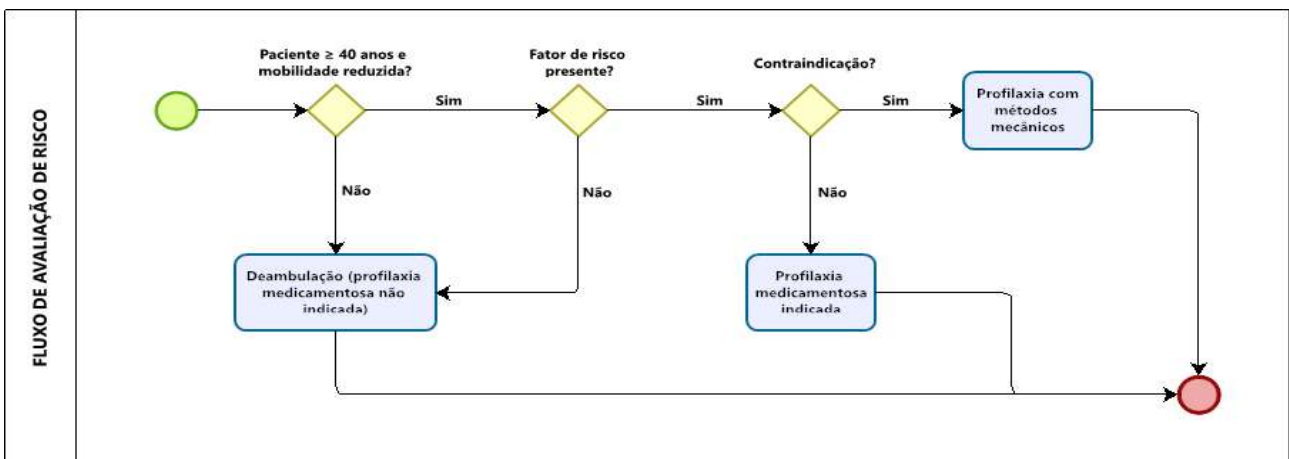 FLUXO DE AVALIAÇÃO DE RISCO
Paciente ≥ 40 anos e
mobilidade reduzida?
Fator de risco
presente?
Contraindicação?
Sim
Sim
Sim
Profilaxia com
métodos
mecânicos
Não
Não
Não
Deambulação (profilaxia
medicamentosa não
indicada)
Profilaxia
medicamentosa
indicada